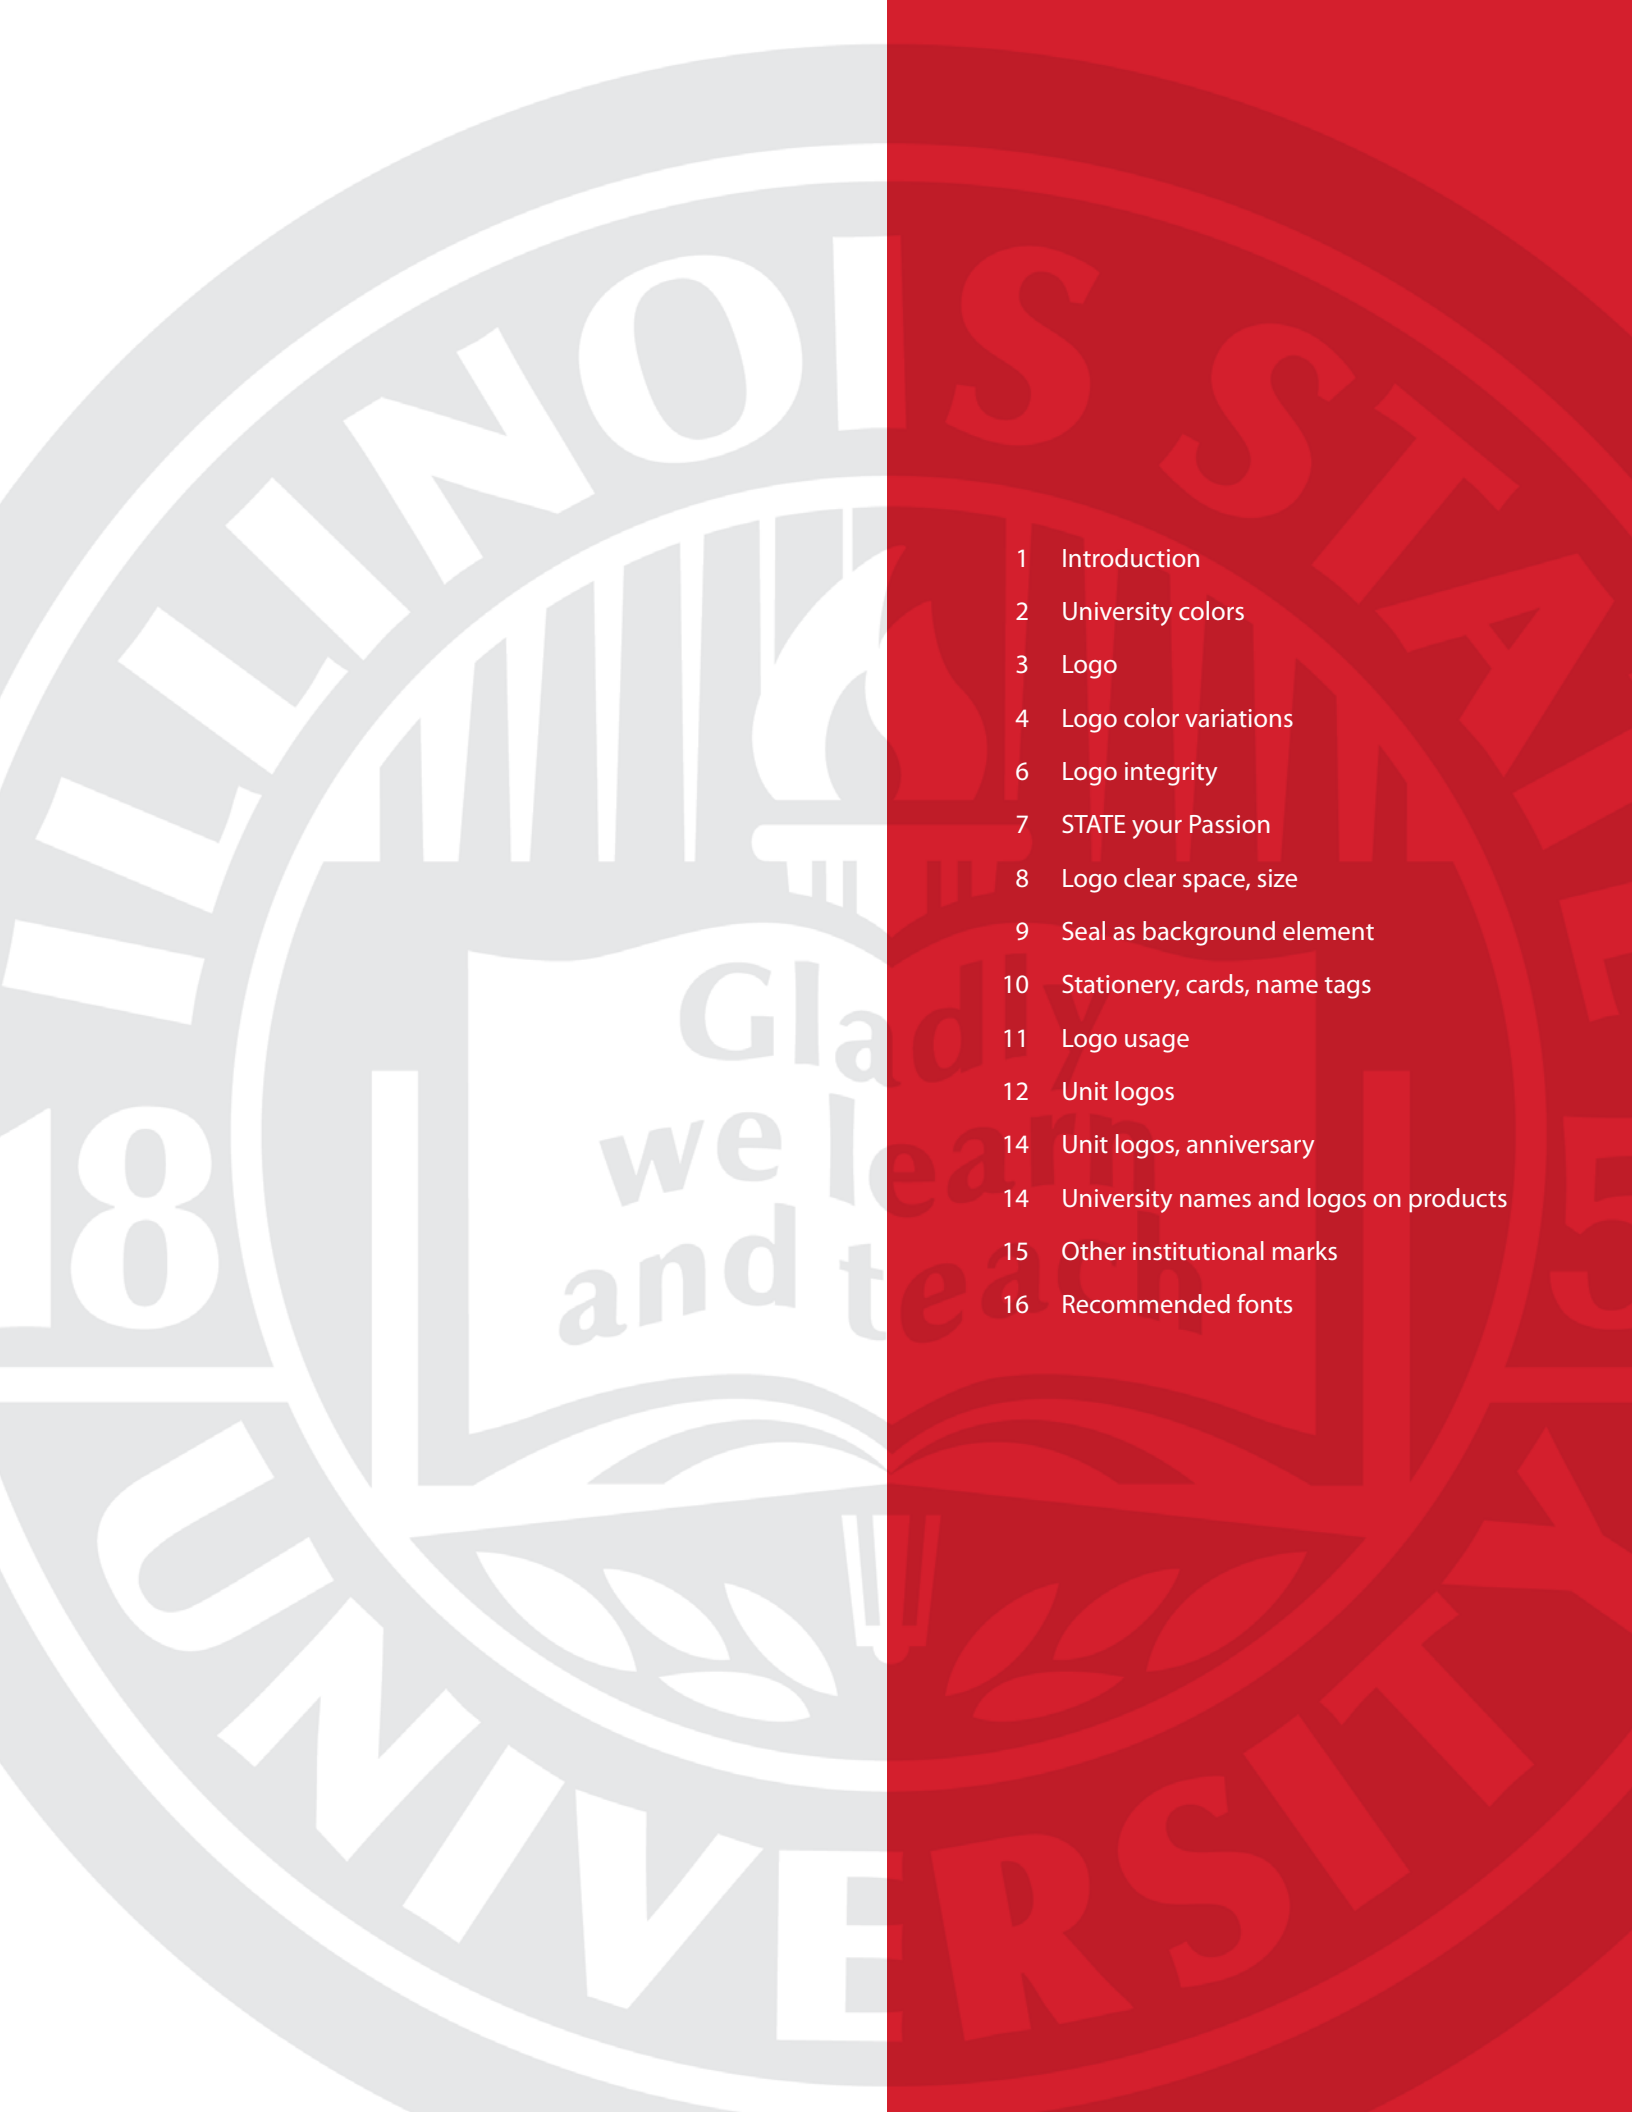 ILLINOIS STATE
18 5
Gladly
we learn
and teach
UNIVERSITY
1 Introduction
2 University colors
3 Logo
4 Logo color variations
6 Logo integrity
7 STATE your Passion
8 Logo clear space, size
9 Seal as background element
10 Stationery, cards, name tags
11 Logo usage
12 Unit logos
14 Unit logos, anniversary
14 University names and logos on products
15 Other institutional marks
16 Recommended fonts